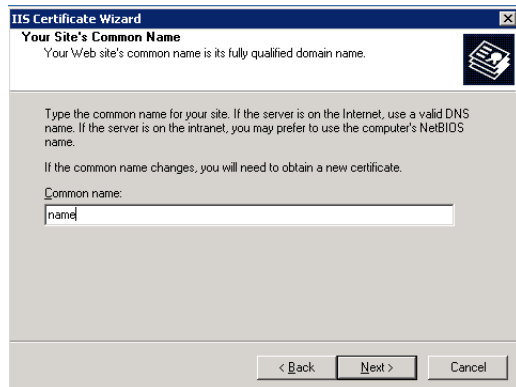 IIS Certificate Wizard
Your Site's Common Name
Your Web site's common name is its fully qualified domain name.
Type the common name for your site. If the server is on the Internet, use a valid DNS
name. If the server is on the intranet, you may prefer to use the computer's NetBIOS
name.
If the common name changes, you will need to obtain a new certificate.
Common name:
name
< Back
Next >
Cancel